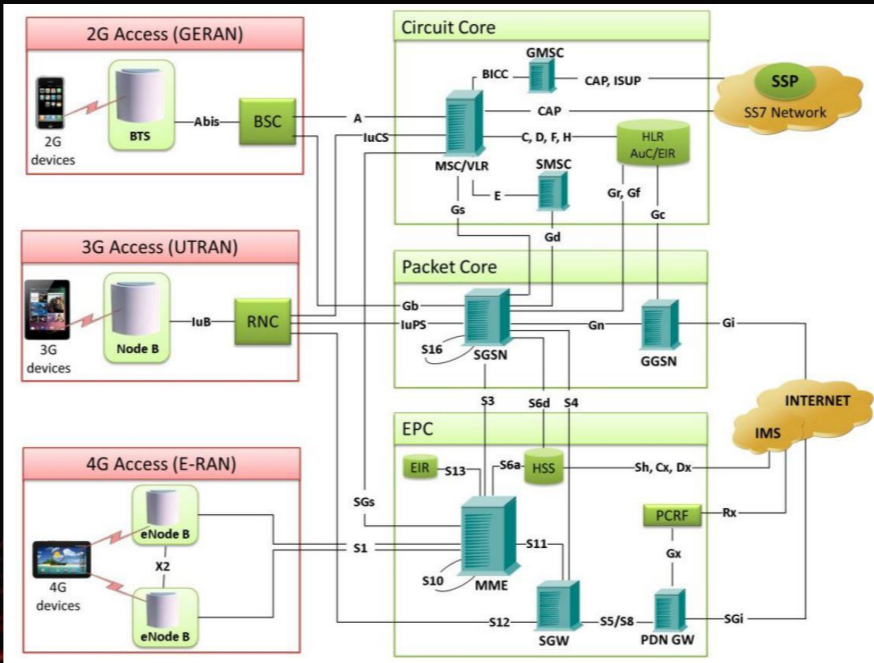 2G Access (GERAN)
BTS
2G
devices
Abis
BSC
3G Access (UTRAN)
Node B
3G
devices
IuB
RNC
4G Access (E-RAN)
eNode B
X2
4G
devices
eNode B
A
IuCS
Gb
IuPS
SGs
S1
S12
Circuit Core
GMSC
BICC
CAP, ISUP
CAP
SSP
SS7 Network
C, D, F, H
HLR
AuC/EIR
MSC/VLR
SMSC
E
Gs
Gd
Gr, Gf
Gc
Packet Core
SGSN
S16
Gn
GGSN
Gi
S3
S6d
S4
EPC
EIR
S13
S6a
HSS
Sh, Cx, Dx
INTERNET
IMS
PCRF
Rx
Gx
S11
S10
MME
SGW
S5/S8
PDN GW
SGi